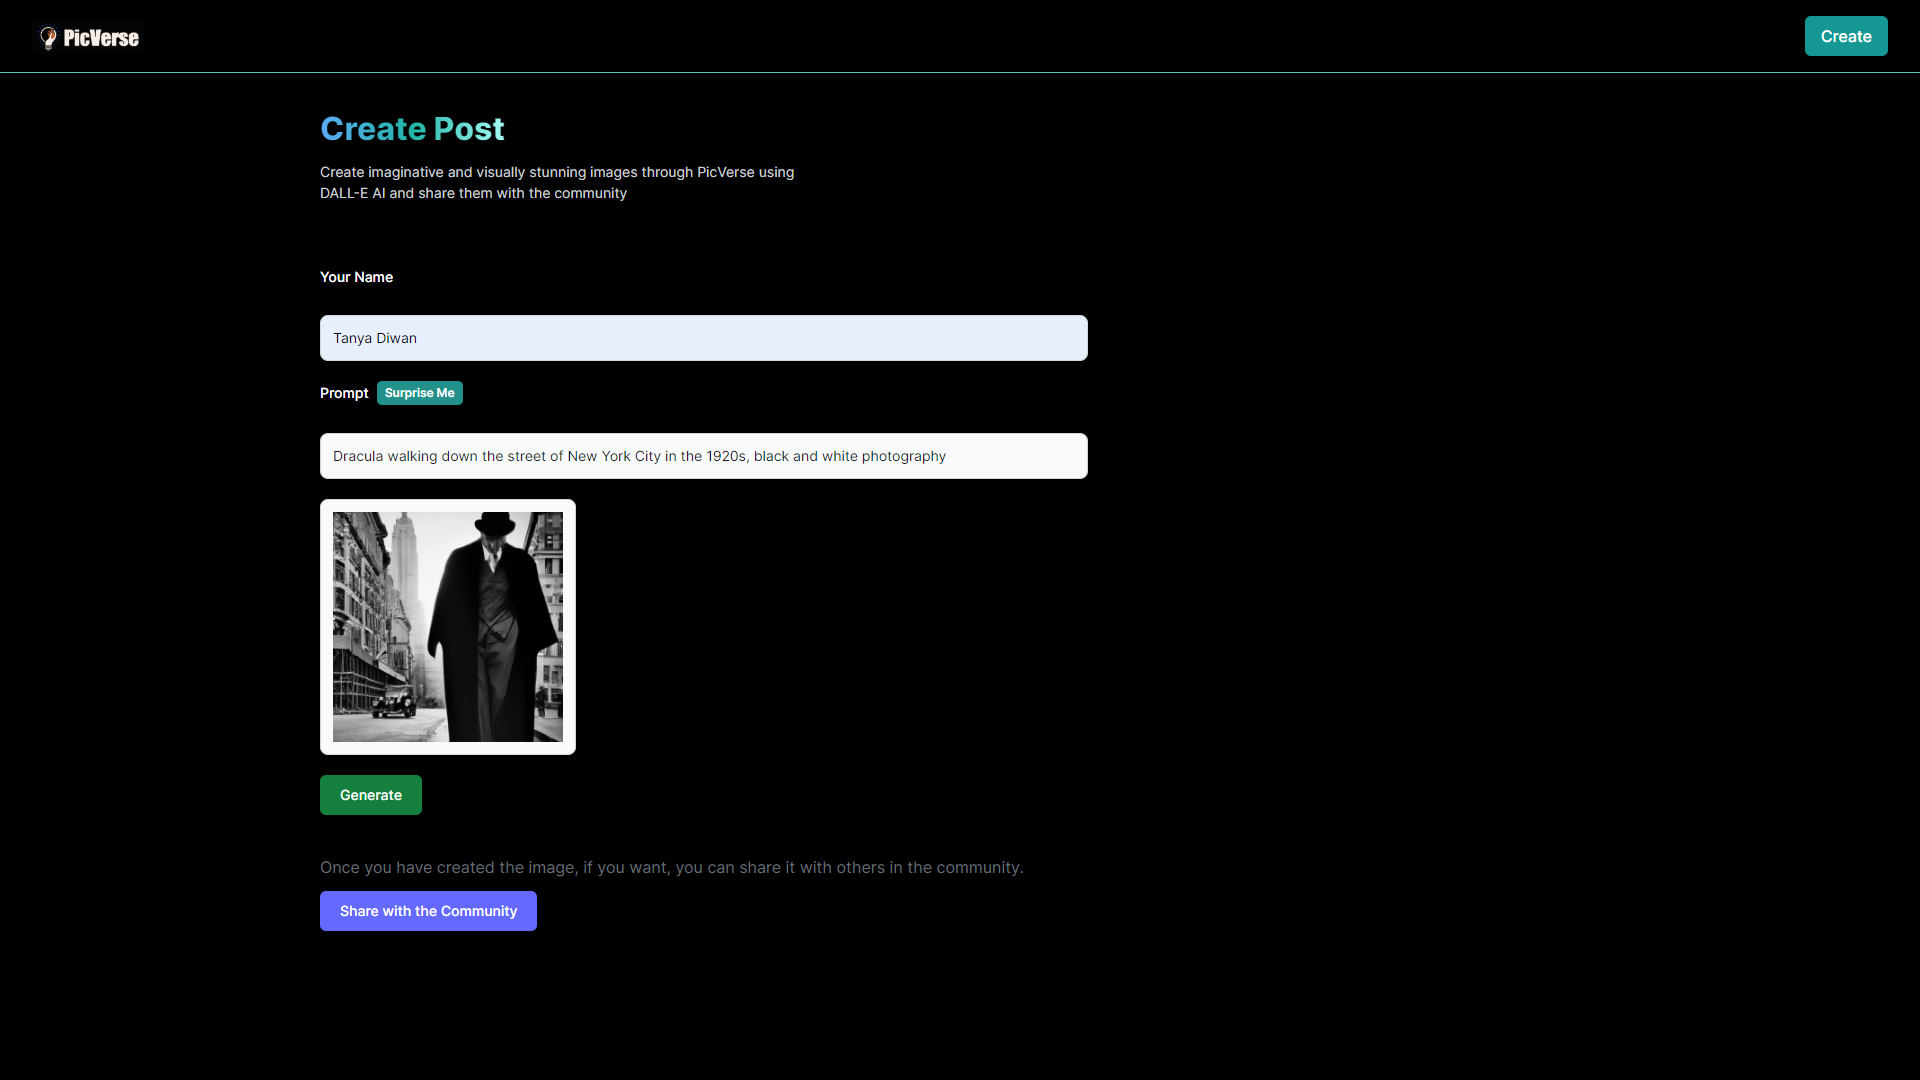 PicVerse
Create
Create Post
Create imaginative and visually stunning images through PicVerse using
DALL-E AI and share them with the community
Your Name
Tanya Diwan
Prompt Surprise Me
Dracula walking down the street of New York City in the 1920s, black and white photography
Generate
Once you have created the image, if you want, you can share it with others in the community.
Share with the Community